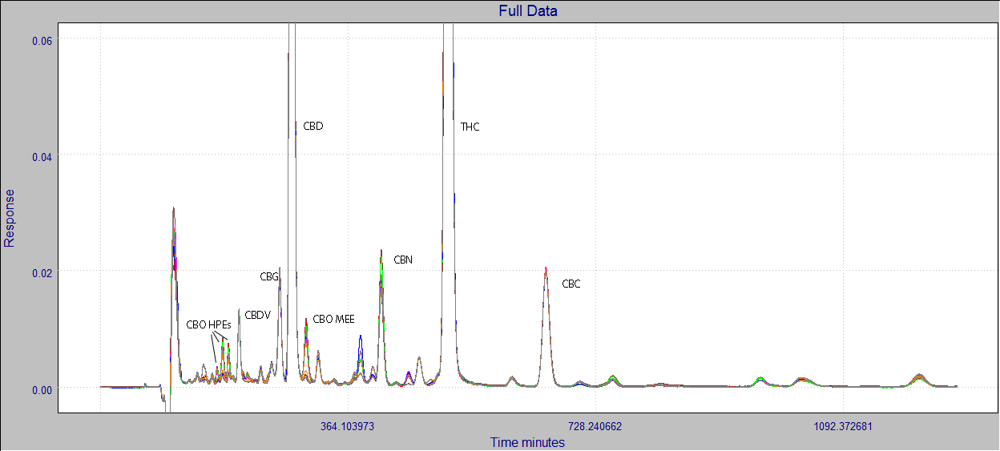 Full Data
0.06
CBD
THC
0.04
Response
0.02
CBG
CBN
CBC
CBDV
CBO MEE
CBO HPEs
0.00
364.103973
728.240662
1092.372681
Time minutes